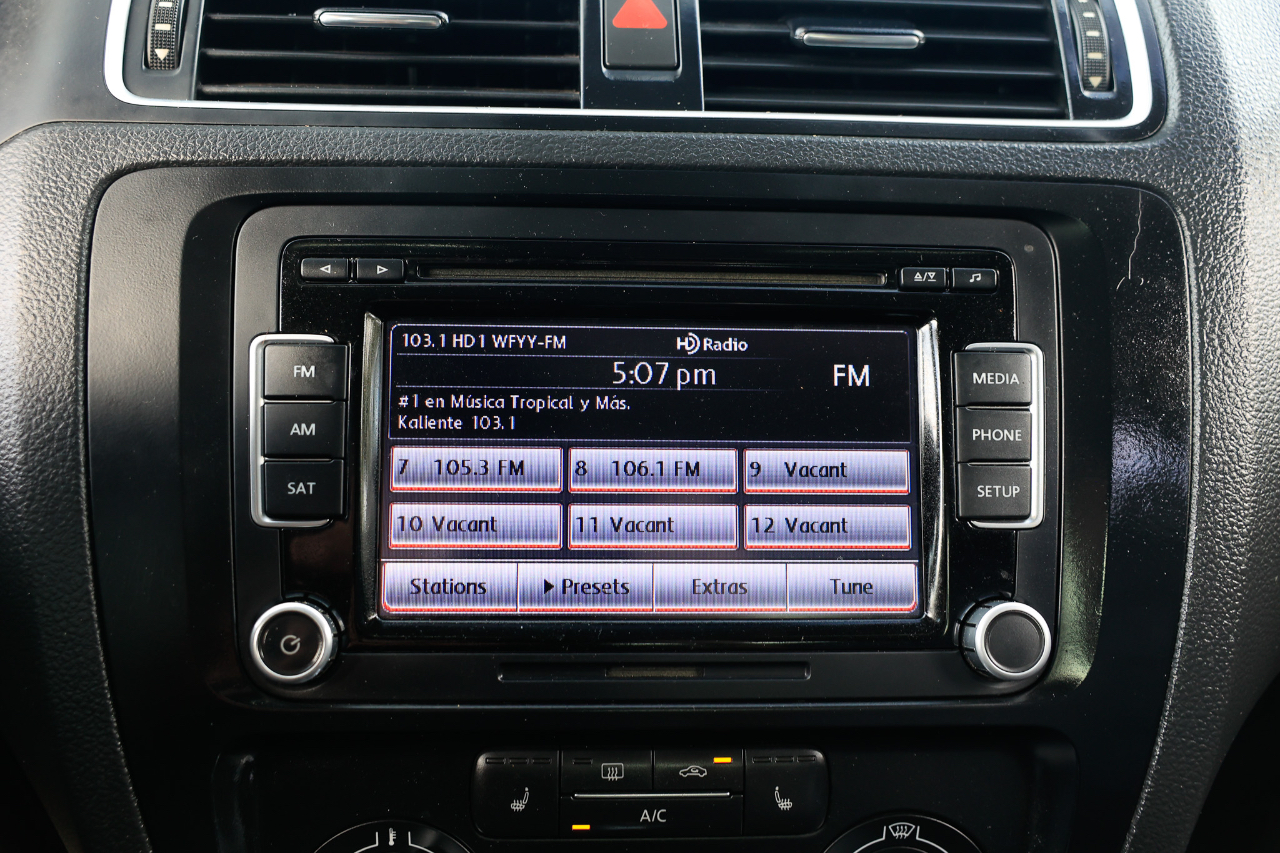 103.1 HD1 WFYY-FM
HD Radio
5:07 pm
FM
#1 en Música Tropical y Más.
Kaliente 103.1
FM
AM
SAT
MEDIA
PHONE
SETUP
7 105.3 FM
8 106.1 FM
9 Vacant
10 Vacant
11 Vacant
12 Vacant
Stations
Presets
Extras
Tune
A/C